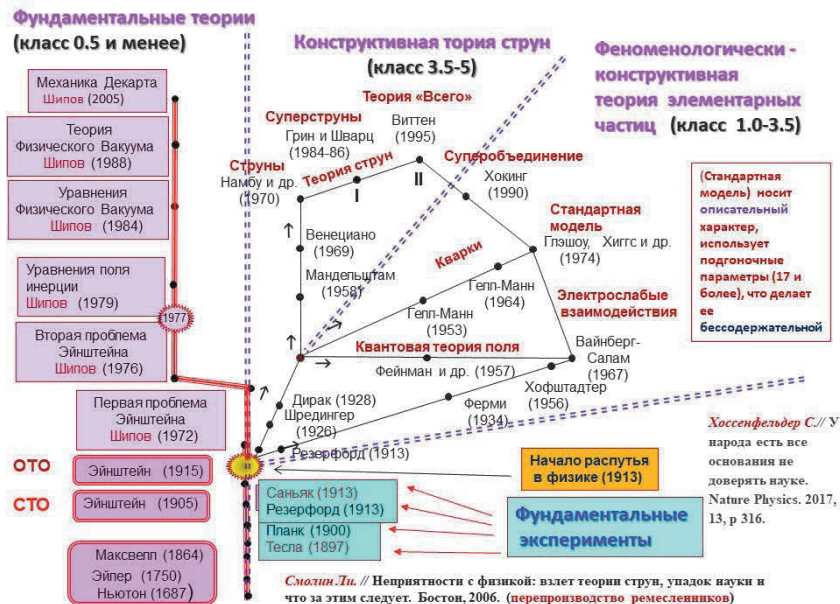 Фундаментальные теории
(класс 0.5 и менее)
Механика Декарта
Шипов (2005)
Теория
Физического Вакуума
Шипов (1988)
Уравнения
Физического Вакуума
Шипов (1984)
Уравнения поля
инерции
Шипов (1979)
1977
Вторая проблема
Эйнштейна
Шипов (1976)
Первая проблема
Эйнштейна
Шипов (1972)
ОТО
Эйнштейн (1915)
СТО
Эйнштейн (1905)
Максвепп (1864)
Эйпер (1750)
Ньютон (1687)
Конструктивная тория струн
(класс 3.5-5)
Теория «Всего»
Виттен
(1995)
Суперструны
Грин и Шварц
(1984-86)
Струны
Намбу и др.
(1970)
Теория струн
I
II
Суперобъединение
Хокинг
(1990)
Венециано
(1969)
Мандельштам
(1958)
Кварки
Гепп-Манн
(1964)
Гепп-Манн
(1953)
Стандартная
модель
Глэшоу, Хиггс и др.
(1974)
Электрослабые
взаимодействия
Квантовая теория поля
Фейнман и др. (1957)
Вайнберг-
Салам
(1967)
Хофштадтер
(1956)
Ферми
(1934)
Дирак (1928)
Шредингер
(1926)
Резерфорд (1913)
Феноменологически -
конструктивная
теория элементарных
частиц (класс 1.0-3.5)
(Стандартная
модель) носит
описательный
характер,
использует
подгоночные
параметры (17 и
более), что делает
ее
бессодержательной
Начало распутья
в физике (1913)
Саньяк (1913)
Резерфорд (1913)
Планк (1900)
Тесла (1897)
Фундаментальные
эксперименты
Хоссенфельдер С.// У
народа есть все
основания не
доверять науке.
Nature Physics. 2017,
13, p 316.
Смолин Ли. // Неприятности с физикой: взлет теории струн, упадок науки и
что за этим следует. Бостон, 2006. (перепроизводство ремесленников)